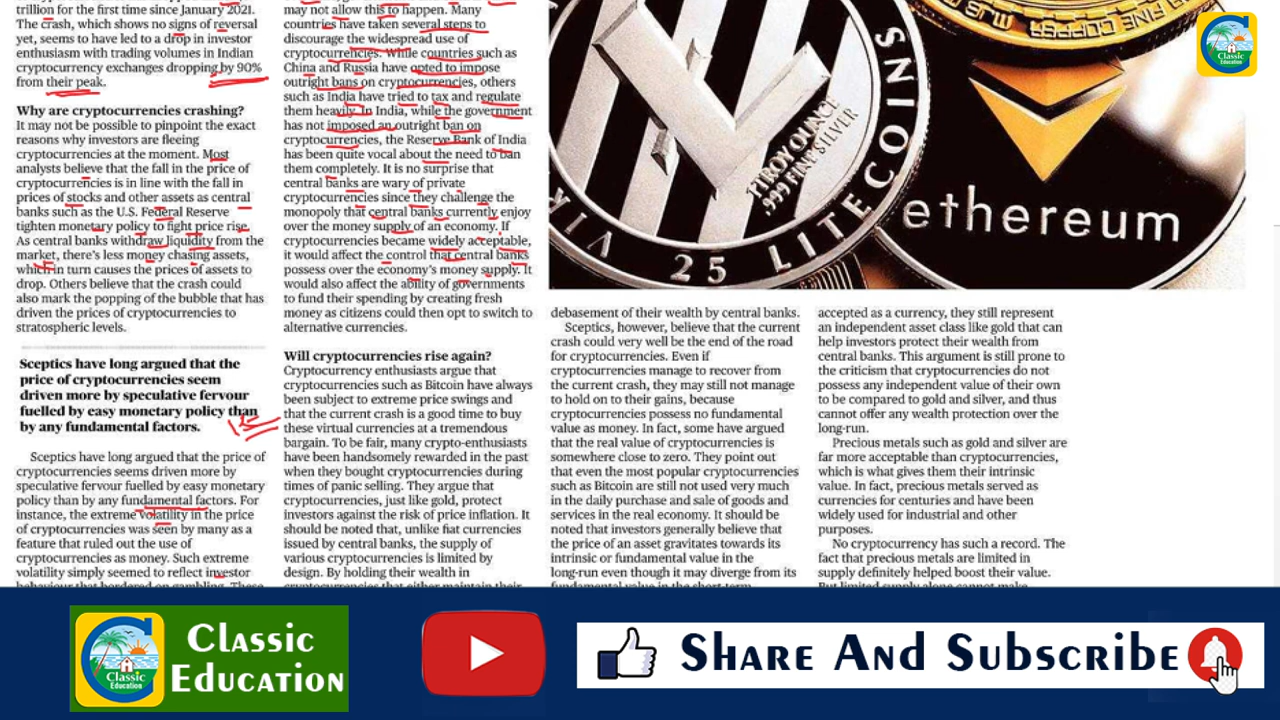 trillion for the first time since January 2021.
The crash, which shows no signs of reversal
yet, seems to have led to a drop in investor
enthusiasm with trading volumes in Indian
cryptocurrency exchanges dropping by 90%
from their peak.
Why are cryptocurrencies crashing?
It may not be possible to pinpoint the exact
reasons why investors are fleeing
cryptocurrencies at the moment. Most
analysts believe that the fall in the price of
cryptocurrencies is in line with the fall in
prices of stocks and other assets as central
banks such as the U.S. Federal Reserve
tighten monetary policy to fight price rise.
As central banks withdraw liquidity from the
market, there's less money chasing assets,
which in turn causes the prices of assets to
drop. Others believe that the crash could
also mark the popping of the bubble that has
driven the prices of cryptocurrencies to
stratospheric levels.
Sceptics have long argued that the
price of cryptocurrencies seem
driven more by speculative fervour
fuelled by easy monetary policy than
by any fundamental factors.
Sceptics have long argued that the price of
cryptocurrencies seems driven more by
speculative fervour fuelled by easy monetary
policy than by any fundamental factors. For
instance, the extreme volatility in the price
of cryptocurrencies was seen by many as a
feature that ruled out the use of
cryptocurrencies as money. Such extreme
volatility simply seemed to reflect investor
may not allow this to happen. Many
countries have taken several steps to
discourage the widespread use of
cryptocurrencies. While countries such as
China and Russia have opted to impose
outright bans on cryptocurrencies, others
such as India have tried to tax and regulate
them heavily. In India, while the government
has not imposed an outright ban on
cryptocurrencies, the Reserve Bank of India
has been quite vocal about the need to ban
them completely. It is no surprise that
central banks are wary of private
cryptocurrencies since they challenge the
monopoly that central banks currently enjoy
over the money supply of an economy. If
cryptocurrencies became widely acceptable,
it would affect the control that central banks
possess over the economy's money supply. It
would also affect the ability of governments
to fund their spending by creating fresh
money as citizens could then opt to switch to
alternative currencies.
Will cryptocurrencies rise again?
Cryptocurrency enthusiasts argue that
cryptocurrencies such as Bitcoin have always
been subject to extreme price swings and
that the current crash is a good time to buy
these virtual currencies at a tremendous
bargain. To be fair, many crypto-enthusiasts
have been handsomely rewarded in the past
when they bought cryptocurrencies during
times of panic selling. They argue that
cryptocurrencies, just like gold, protect
investors against the risk of price inflation. It
should be noted that, unlike fiat currencies
issued by central banks, the supply of
various cryptocurrencies is limited by
design. By holding their wealth in
cryptocurrencies that either maintain their
debasement of their wealth by central banks.
Sceptics, however, believe that the current
crash could very well be the end of the road
for cryptocurrencies. Even if
cryptocurrencies manage to recover from
the current crash, they may still not manage
to hold on to their gains, because
cryptocurrencies possess no fundamental
value as money. In fact, some have argued
that the real value of cryptocurrencies is
somewhere close to zero. They point out
that even the most popular cryptocurrencies
such as Bitcoin are still not used very much
in the daily purchase and sale of goods and
services in the real economy. It should be
noted that investors generally believe that
the price of an asset gravitates towards its
intrinsic or fundamental value in the
long-run even though it may diverge from its
fundamental value in the short-term
accepted as a currency, they still represent
an independent asset class like gold that can
help investors protect their wealth from
central banks. This argument is still prone to
the criticism that cryptocurrencies do not
possess any independent value of their own
to be compared to gold and silver, and thus
cannot offer any wealth protection over the
long-run.
Precious metals such as gold and silver are
far more acceptable than cryptocurrencies,
which is what gives them their intrinsic
value. In fact, precious metals served as
currencies for centuries and have been
widely used for industrial and other
purposes.
No cryptocurrency has such a record. The
fact that precious metals are limited in
supply definitely helped boost their value.
But limited supply alone cannot make
1 TROY OUNCE
.999 FINE SILVER
25 LITECOINS
FINE COPPER
ethereum
Classic
Education
Classic
Education
Classic
Education
Share And Subscribe